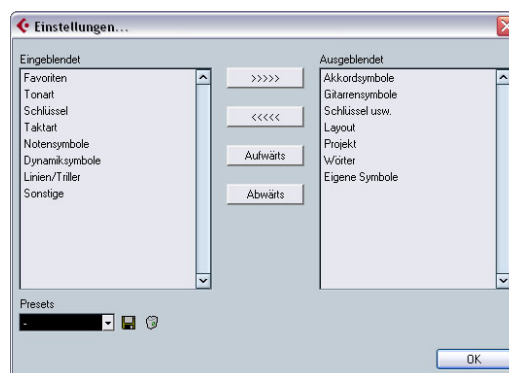 Einstellungen...
Eingeblendet
Favoriten
Tonart
Schlüssel
Taktart
Notensymbole
Dynamiksymbole
Linien/Triller
Sonstige
>>>>>
<<<<<
Aufwärts
Abwärts
Ausgeblendet
Akkordsymbole
Gitarrensymbole
Schlüssel usw.
Layout
Projekt
Wörter
Eigene Symbole
Presets
-
OK